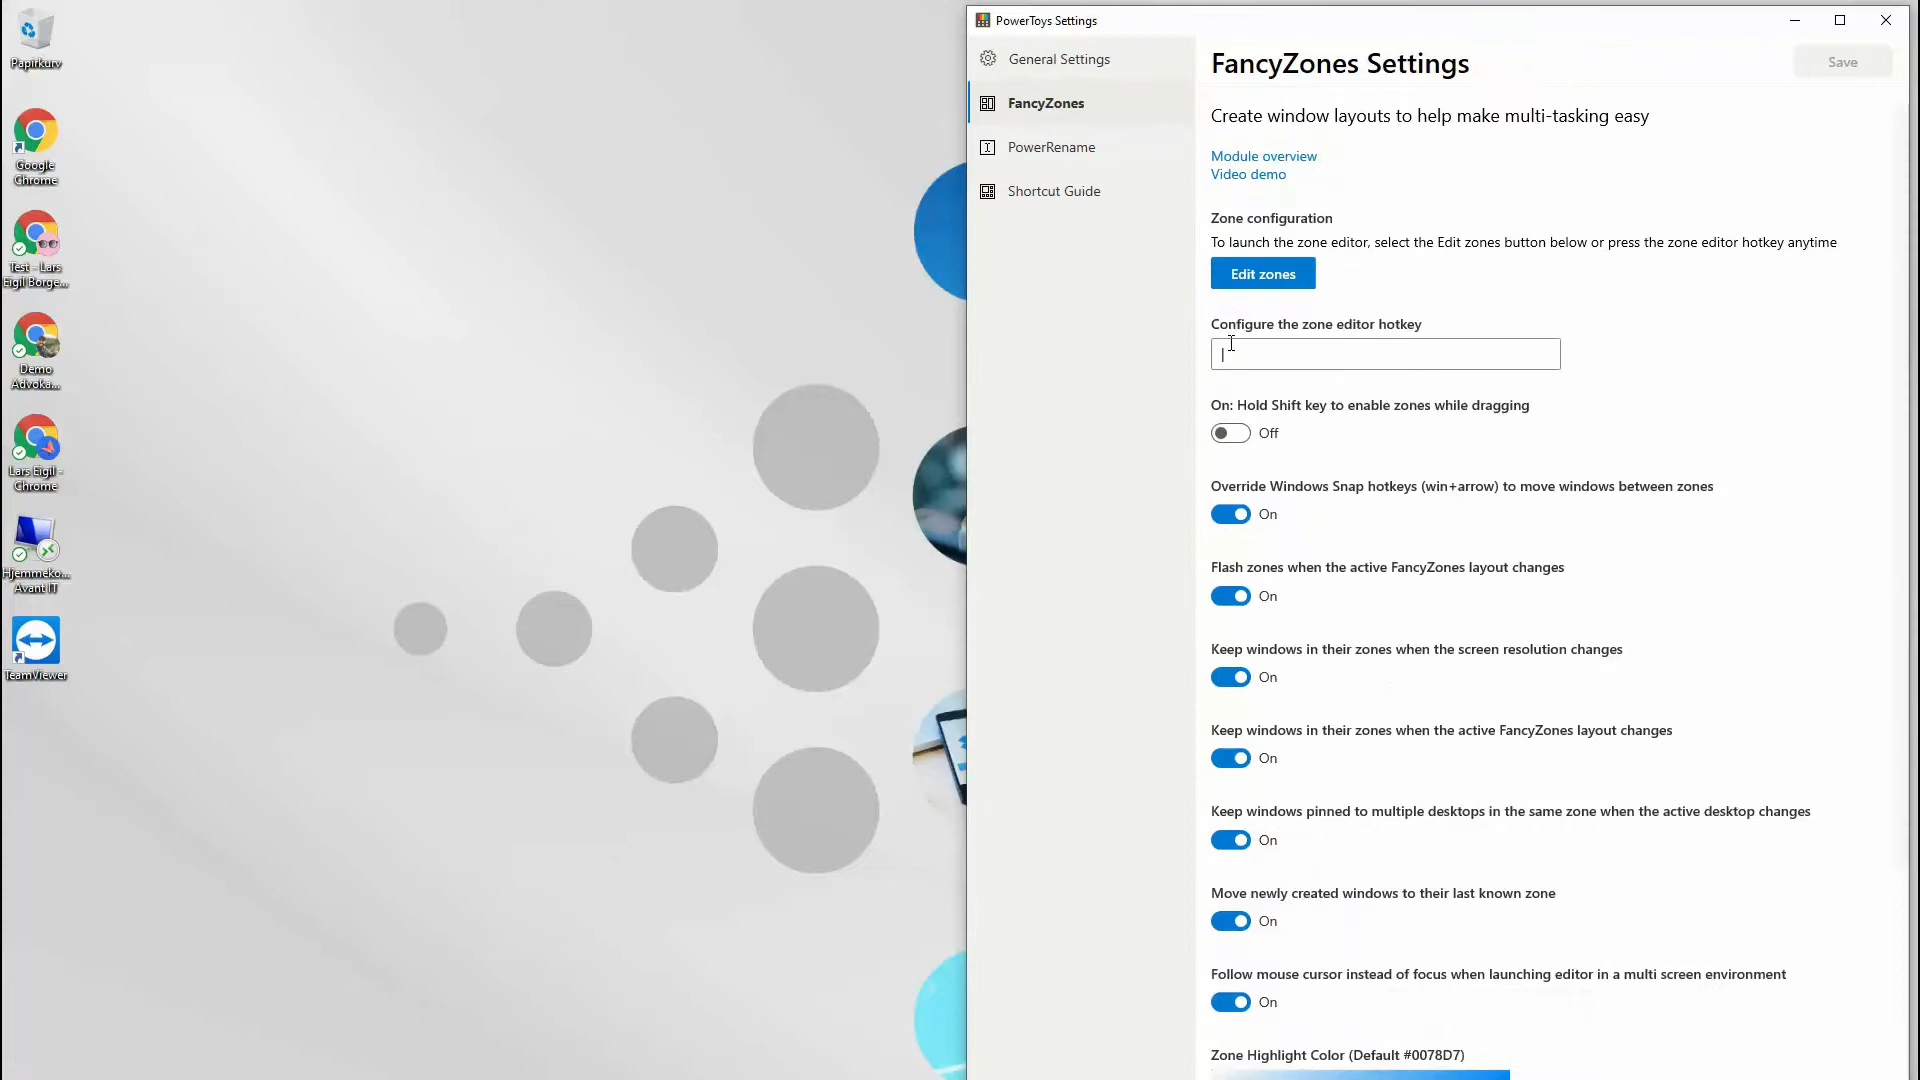 Papirkurv
Google
Chrome
Test - Lars
Eigil Borge...
Demo
Advoka...
Lars Eigil -
Chrome
Hjemmeko...
Avant IT
TeamViewer
PowerToys Settings
General Settings
FancyZones
PowerRename
Shortcut Guide
FancyZones Settings
Save
Create window layouts to help make multi-tasking easy
Module overview
Video demo
Zone configuration
To launch the zone editor, select the Edit zones button below or press the zone editor hotkey anytime
Edit zones
Configure the zone editor hotkey
On: Hold Shift key to enable zones while dragging
Off
Override Windows Snap hotkeys (win+arrow) to move windows between zones
On
Flash zones when the active FancyZones layout changes
On
Keep windows in their zones when the screen resolution changes
On
Keep windows in their zones when the active FancyZones layout changes
On
Keep windows pinned to multiple desktops in the same zone when the active desktop changes
On
Move newly created windows to their last known zone
On
Follow mouse cursor instead of focus when launching editor in a multi screen environment
On
Zone Highlight Color (Default #0078D7)